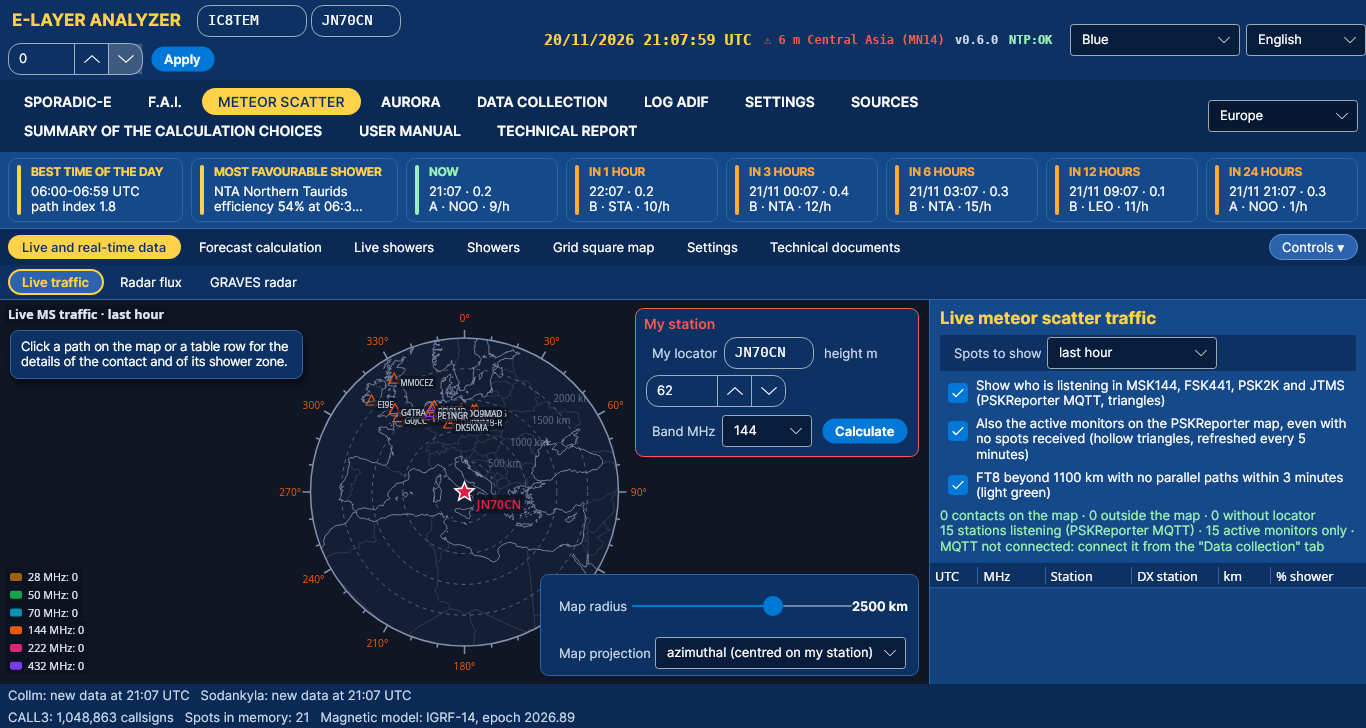 E-LAYER ANALYZER
IC8TEM
JN70CN
20/11/2026 21:07:59 UTC
⚠ 6 m Central Asia (MN14)
v0.6.0
NTP:OK
Blue
English
0
Apply
SPORADIC-E
F.A.I.
METEOR SCATTER
AURORA
DATA COLLECTION
LOG ADIF
SETTINGS
SOURCES
SUMMARY OF THE CALCULATION CHOICES
USER MANUAL
TECHNICAL REPORT
Europe
BEST TIME OF THE DAY
06:00-06:59 UTC
path index 1.8
MOST FAVOURABLE SHOWER
NTA Northern Taurids
efficiency 54% at 06:3...
NOW
21:07 · 0.2
A · NOO · 9/h
IN 1 HOUR
22:07 · 0.2
B · STA · 10/h
IN 3 HOURS
21/11 00:07 · 0.4
B · NTA · 12/h
IN 6 HOURS
21/11 03:07 · 0.3
B · NTA · 15/h
IN 12 HOURS
21/11 09:07 · 0.1
B · LEO · 11/h
IN 24 HOURS
21/11 21:07 · 0.3
A · NOO · 1/h
Live and real-time data
Forecast calculation
Live showers
Showers
Grid square map
Settings
Technical documents
Controls ▾
Live traffic
Radar flux
GRAVES radar
Live MS traffic · last hour
Click a path on the map or a table row for the
details of the contact and of its shower zone.
0°
30°
60°
90°
180°
210°
240°
270°
300°
330°
2000 k
1500 km
1000 km
500 km
MM0CEZ
EI9E
G4TRA
G0JCC
PE1NGR
DO9MAD
DK5KMA
JN70CN
28 MHz: 0
50 MHz: 0
70 MHz: 0
144 MHz: 0
222 MHz: 0
432 MHz: 0
My station
My locator
JN70CN
height m
62
Band MHz
144
Calculate
Map radius
2500 km
Map projection
azimuthal (centred on my station)
Live meteor scatter traffic
Spots to show
last hour
Show who is listening in MSK144, FSK441, PSK2K and JTMS
(PSKReporter MQTT, triangles)
Also the active monitors on the PSKReporter map, even with
no spots received (hollow triangles, refreshed every 5
minutes)
FT8 beyond 1100 km with no parallel paths within 3 minutes
(light green)
0 contacts on the map · 0 outside the map · 0 without locator
15 stations listening (PSKReporter MQTT) · 15 active monitors only ·
MQTT not connected: connect it from the "Data collection" tab
UTC
MHz
Station
DX station
km
% shower
Collm: new data at 21:07 UTC
Sodankyla: new data at 21:07 UTC
CALL3: 1,048,863 callsigns
Spots in memory: 21
Magnetic model: IGRF-14, epoch 2026.89